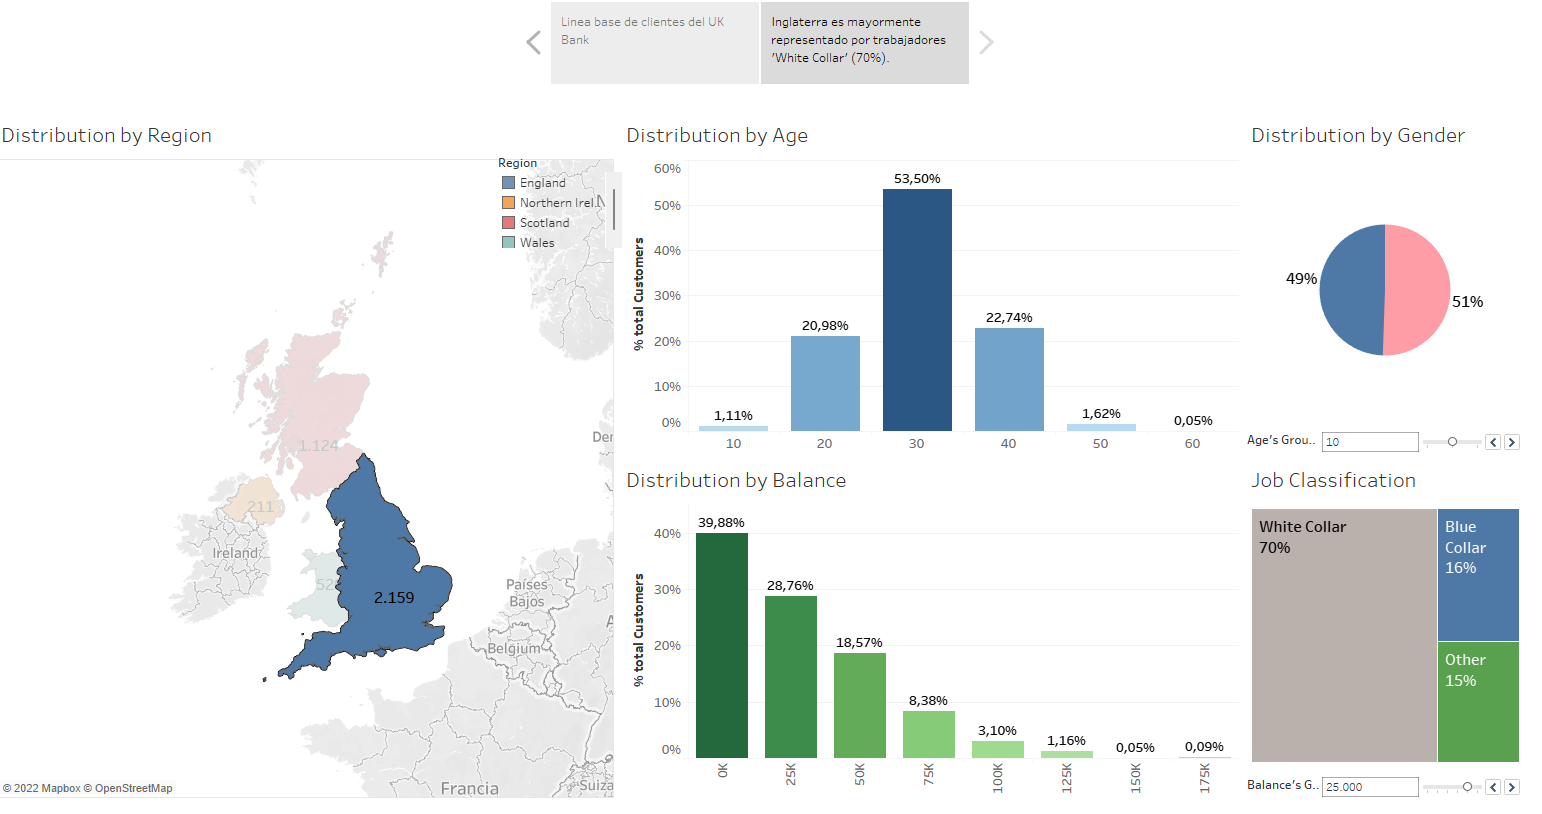 Linea base de clientes del UK
Bank
Inglaterra es mayormente
representado por trabajadores
'White Collar' (70%).
Distribution by Region
Region
England
Northern Irel..
Scotland
Wales
N
1.124
211
Ireland
2.159
Países
Bajos
Belgium
Francia
Suiza
© 2022 Mapbox © OpenStreetMap
Distribution by Age
% total Customers
60%
50%
40%
30%
20%
10%
0%
1,11%
20,98%
53,50%
22,74%
1,62%
0,05%
10
20
30
40
50
60
Distribution by Gender
49%
51%
Age's Grou..
10
Distribution by Balance
% total Customers
40%
30%
20%
10%
0%
39,88%
28,76%
18,57%
8,38%
3,10%
1,16%
0,05%
0,09%
0K
25K
50K
75K
100K
125K
150K
175K
Job Classification
White Collar
70%
Blue
Collar
16%
Other
15%
Balance's G..
25.000